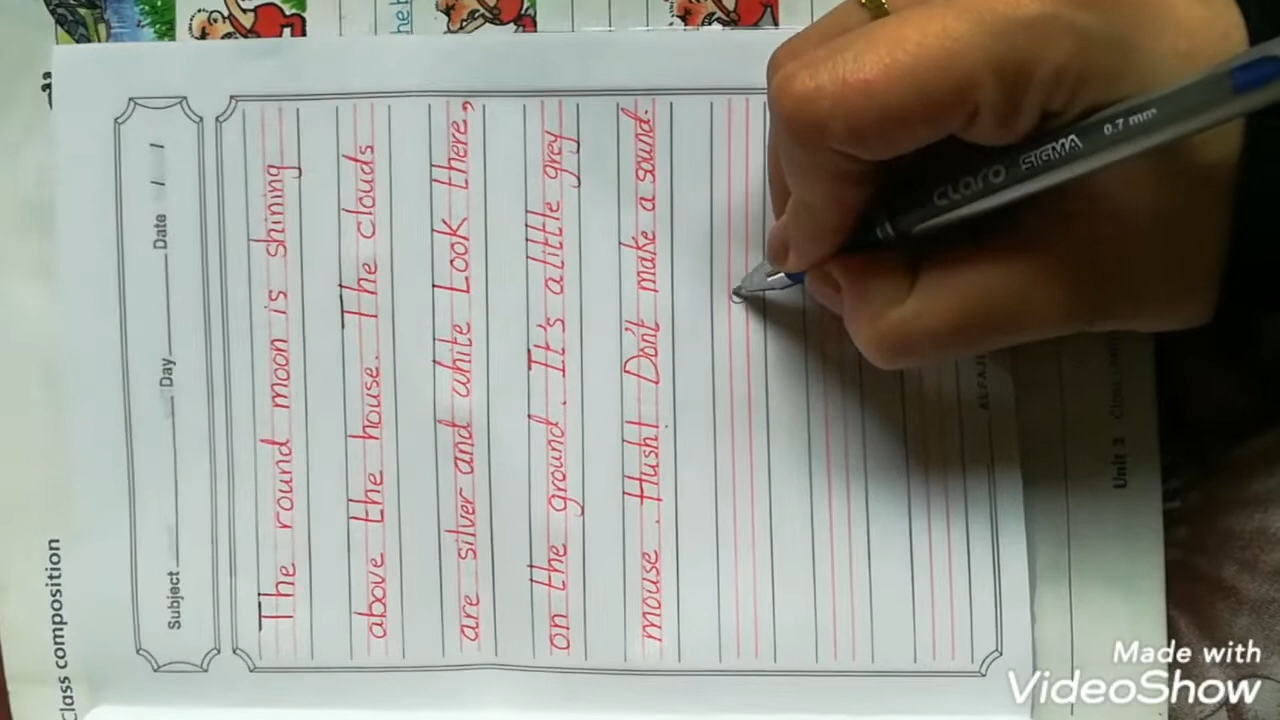 Class composition
Subject Day Date / /
The round moon is shining
above the house. The clouds
are silver and white Look there,
on the ground. It's a little grey
mouse. Hush! Don't make a sound.
CLARO SIGMA 0.7 mm
Unit 3
Made with
VideoShow